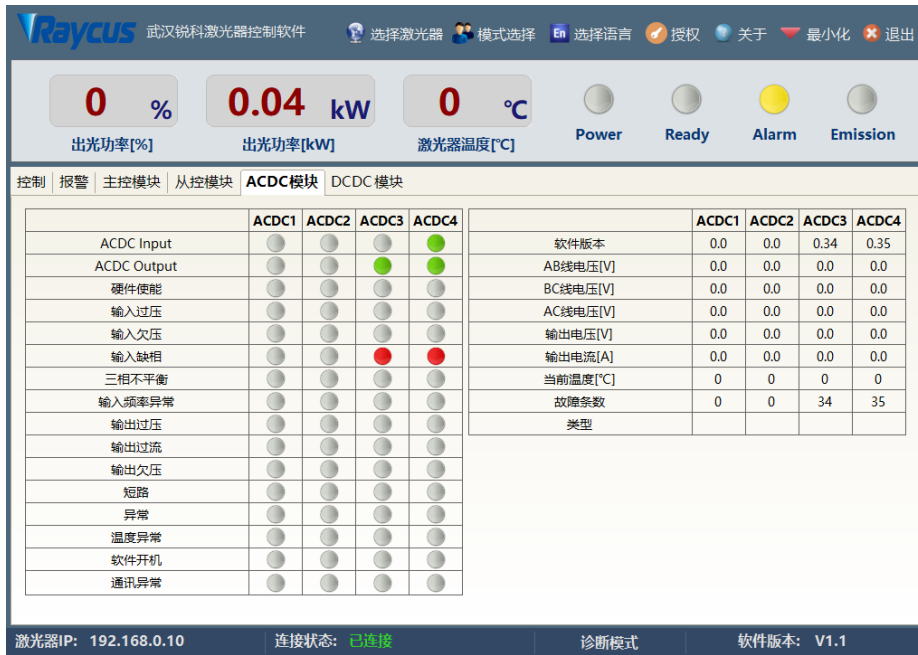 Raycus 武汉锐科激光器控制软件 选择激光器 模式选择 En 选择语言 授权 关于 最小化 退出
0 % 0.04 kW 0 ℃
出光功率[%] 出光功率[kW] 激光器温度[℃] Power Ready Alarm Emission
控制 报警 主控模块 从控模块 ACDC模块 DCDC模块
ACDC1 ACDC2 ACDC3 ACDC4
ACDC Input
ACDC Output
硬件使能
输入过压
输入欠压
输入缺相
三相不平衡
输入频率异常
输出过压
输出过流
输出欠压
短路
异常
温度异常
软件开机
通讯异常
ACDC1 ACDC2 ACDC3 ACDC4
软件版本 0.0 0.0 0.34 0.35
AB线电压[V] 0.0 0.0 0.0 0.0
BC线电压[V] 0.0 0.0 0.0 0.0
AC线电压[V] 0.0 0.0 0.0 0.0
输出电压[V] 0.0 0.0 0.0 0.0
输出电流[A] 0.0 0.0 0.0 0.0
当前温度[℃] 0 0 0 0
故障条数 0 0 34 35
类型
激光器IP: 192.168.0.10 连接状态: 已连接 诊断模式 软件版本: V1.1